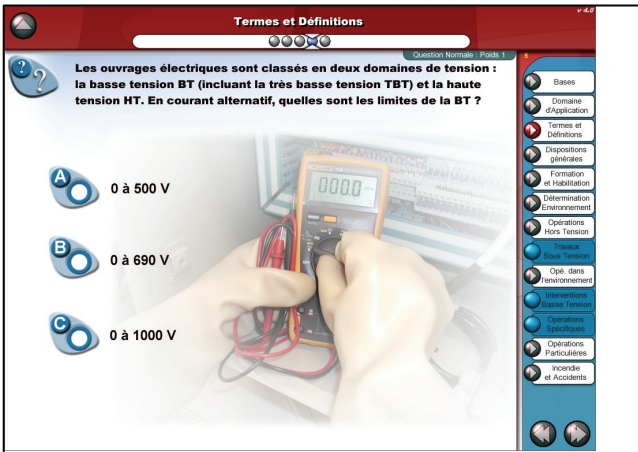 v 4.0
Termes et Définitions
Question Normale : Poids 1
5
Les ouvrages électriques sont classés en deux domaines de tension :
la basse tension BT (incluant la très basse tension TBT) et la haute
tension HT. En courant alternatif, quelles sont les limites de la BT ?
A 0 à 500 V
B 0 à 690 V
C 0 à 1000 V
000.0
Bases
Domaine
d'Application
Termes et
Définitions
Dispositions
générales
Formation
et Habilitation
Détermination
Environnement
Opérations
Hors Tension
Travaux
Sous Tension
Opé. dans
l'environnement
Interventions
Basse Tension
Opérations
Spécifiques
Opérations
Particulières
Incendie
et Accidents